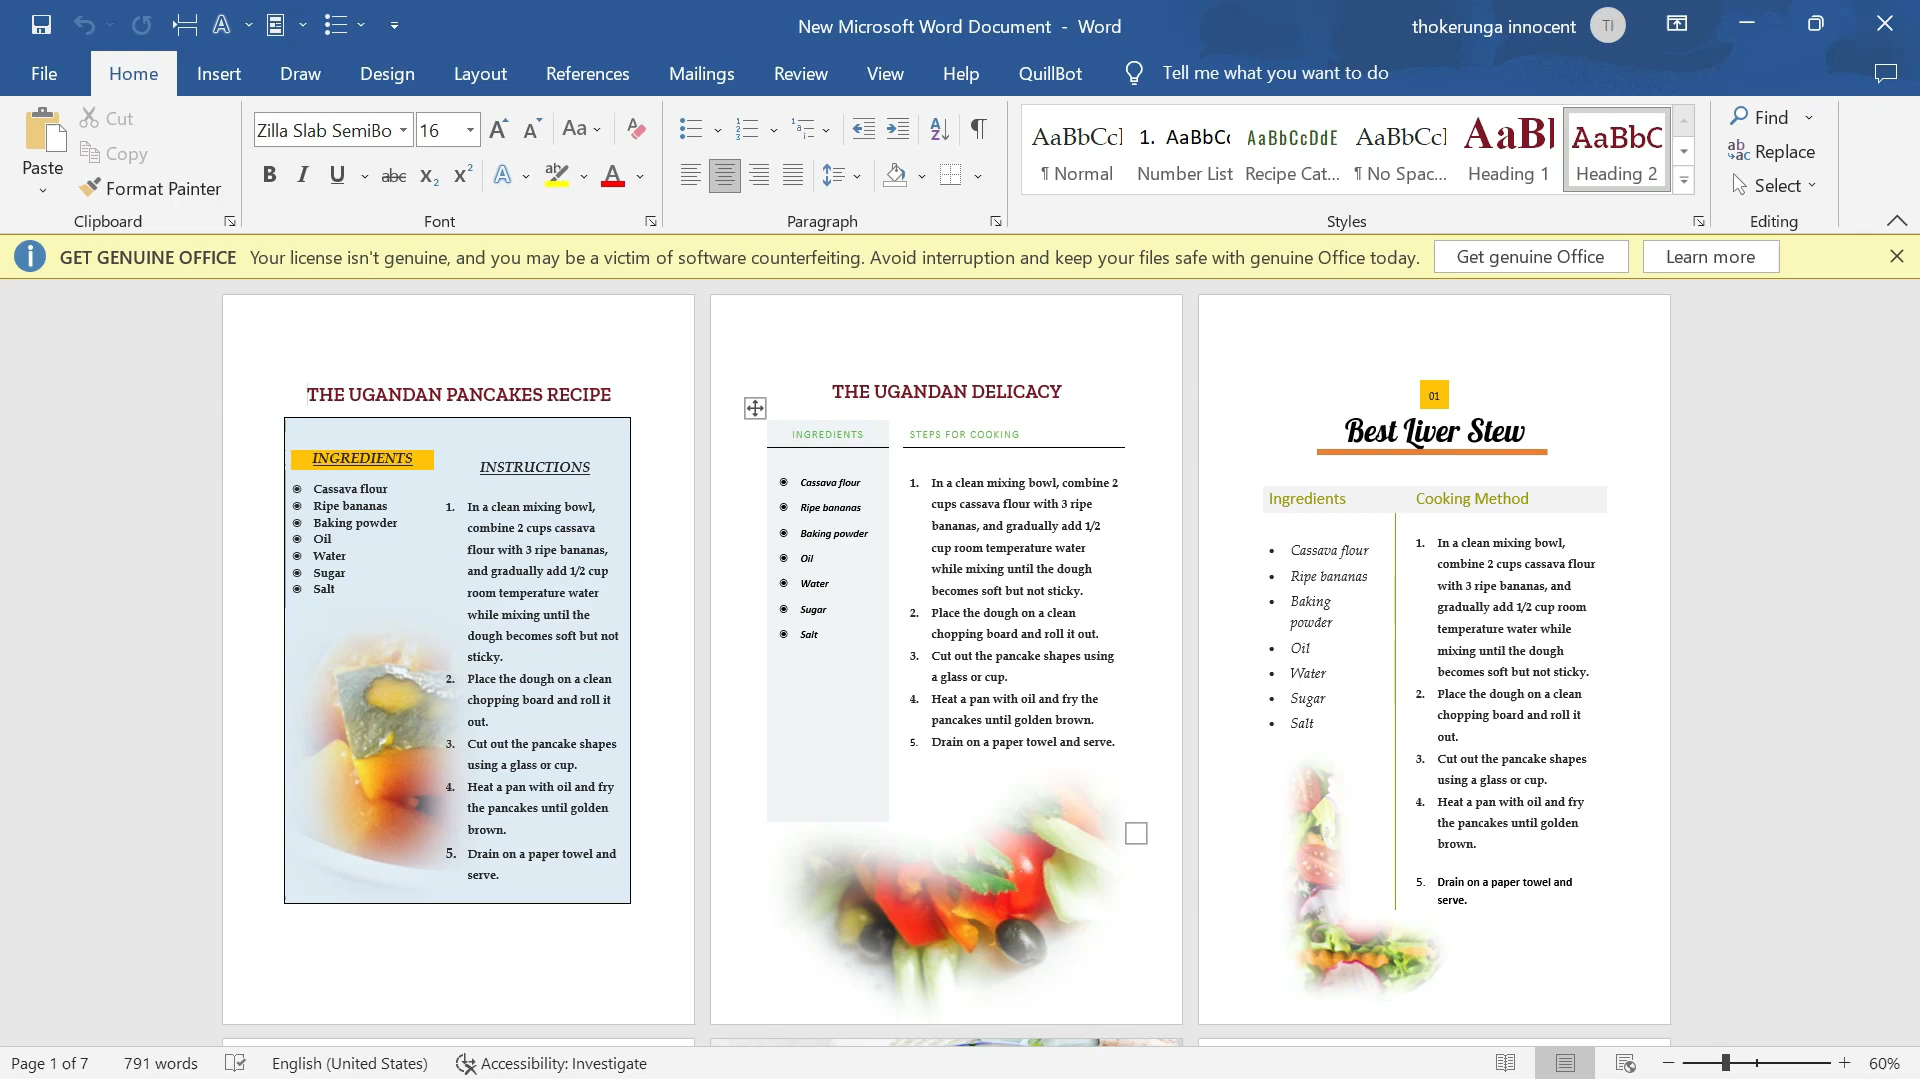 New Microsoft Word Document - Word
thokerunga innocent TI
File Home Insert Draw Design Layout References Mailings Review View Help QuillBot Tell me what you want to do
Paste
Cut
Copy
Format Painter
Clipboard
Zilla Slab SemiBo 16
Font
Paragraph
AaBbCcl 1. AaBbCc AaBbCcDdE AaBbCcl AaBl AaBbC
¶ Normal Number List Recipe Cat... ¶ No Spac... Heading 1 Heading 2
Styles
Find
Replace
Select
Editing
GET GENUINE OFFICE Your license isn't genuine, and you may be a victim of software counterfeiting. Avoid interruption and keep your files safe with genuine Office today. Get genuine Office Learn more
THE UGANDAN PANCAKES RECIPE
INGREDIENTS
Cassava flour
Ripe bananas
Baking powder
Oil
Water
Sugar
Salt
INSTRUCTIONS
1. In a clean mixing bowl,
combine 2 cups cassava
flour with 3 ripe bananas,
and gradually add 1/2 cup
room temperature water
while mixing until the
dough becomes soft but not
sticky.
2. Place the dough on a clean
chopping board and roll it
out.
3. Cut out the pancake shapes
using a glass or cup.
4. Heat a pan with oil and fry
the pancakes until golden
brown.
5. Drain on a paper towel and
serve.
THE UGANDAN DELICACY
INGREDIENTS
Cassava flour
Ripe bananas
Baking powder
Oil
Water
Sugar
Salt
STEPS FOR COOKING
1. In a clean mixing bowl, combine 2
cups cassava flour with 3 ripe
bananas, and gradually add 1/2
cup room temperature water
while mixing until the dough
becomes soft but not sticky.
2. Place the dough on a clean
chopping board and roll it out.
3. Cut out the pancake shapes using
a glass or cup.
4. Heat a pan with oil and fry the
pancakes until golden brown.
5. Drain on a paper towel and serve.
01
Best Liver Stew
Ingredients
Cassava flour
Ripe bananas
Baking
powder
Oil
Water
Sugar
Salt
Cooking Method
1. In a clean mixing bowl,
combine 2 cups cassava flour
with 3 ripe bananas, and
gradually add 1/2 cup room
temperature water while
mixing until the dough
becomes soft but not sticky.
2. Place the dough on a clean
chopping board and roll it
out.
3. Cut out the pancake shapes
using a glass or cup.
4. Heat a pan with oil and fry
the pancakes until golden
brown.
5. Drain on a paper towel and
serve.
Page 1 of 7 791 words English (United States) Accessibility: Investigate 60%